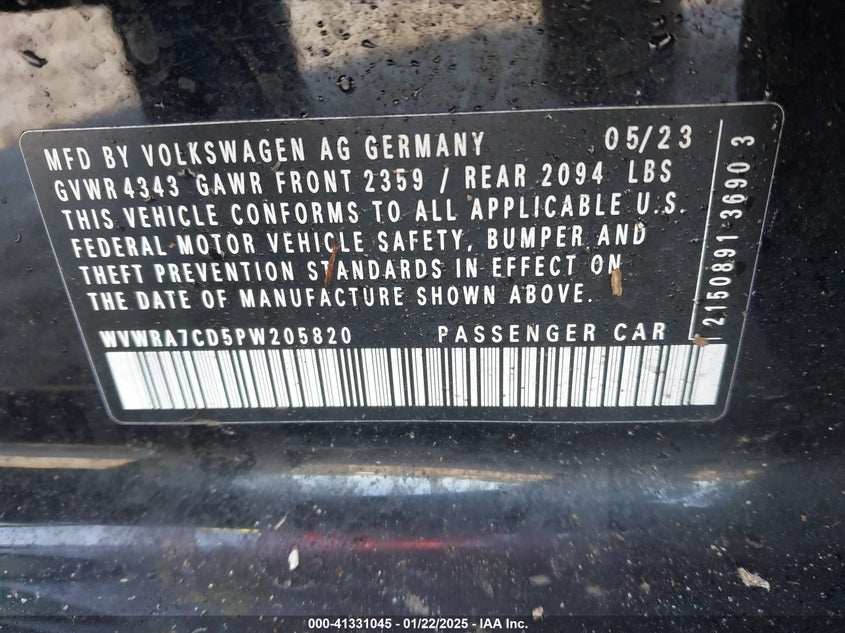 MFD BY VOLKSWAGEN AG GERMANY 05/23
GVWR 4343 GAWR FRONT 2359 / REAR 2094 LBS
THIS VEHICLE CONFORMS TO ALL APPLICABLE U.S.
FEDERAL MOTOR VEHICLE SAFETY, BUMPER AND
THEFT PREVENTION STANDARDS IN EFFECT ON
THE DATE OF MANUFACTURE SHOWN ABOVE.
WVWRA7CD5PW205820 PASSENGER CAR
2150891 3690 3
000-41331045 - 01/22/2025 - IAA Inc.